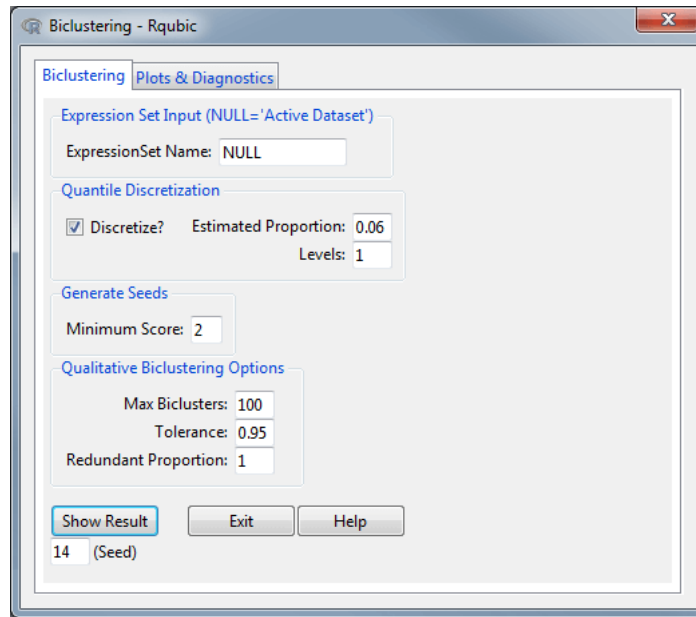 Biclustering - Rqubic
Biclustering Plots & Diagnostics
Expression Set Input (NULL='Active Dataset')
ExpressionSet Name: NULL
Quantile Discretization
Discretize? Estimated Proportion: 0.06
Levels: 1
Generate Seeds
Minimum Score: 2
Qualitative Biclustering Options
Max Biclusters: 100
Tolerance: 0.95
Redundant Proportion: 1
Show Result Exit Help
14 (Seed)